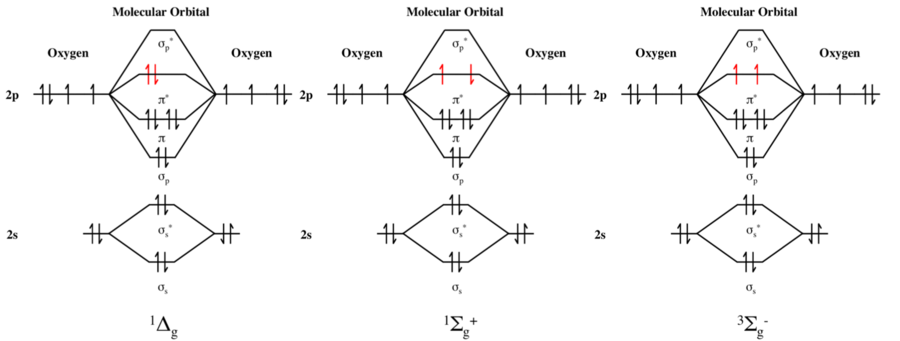 Molecular Orbital Molecular Orbital Molecular Orbital
σp* σp* σp*
Oxygen Oxygen Oxygen Oxygen Oxygen Oxygen
2p 2p 2p
π* π* π*
π π π
σp σp σp
2s σs* 2s σs* 2s σs*
σs σs σs
¹Δg ¹Σg⁺ ³Σg⁻